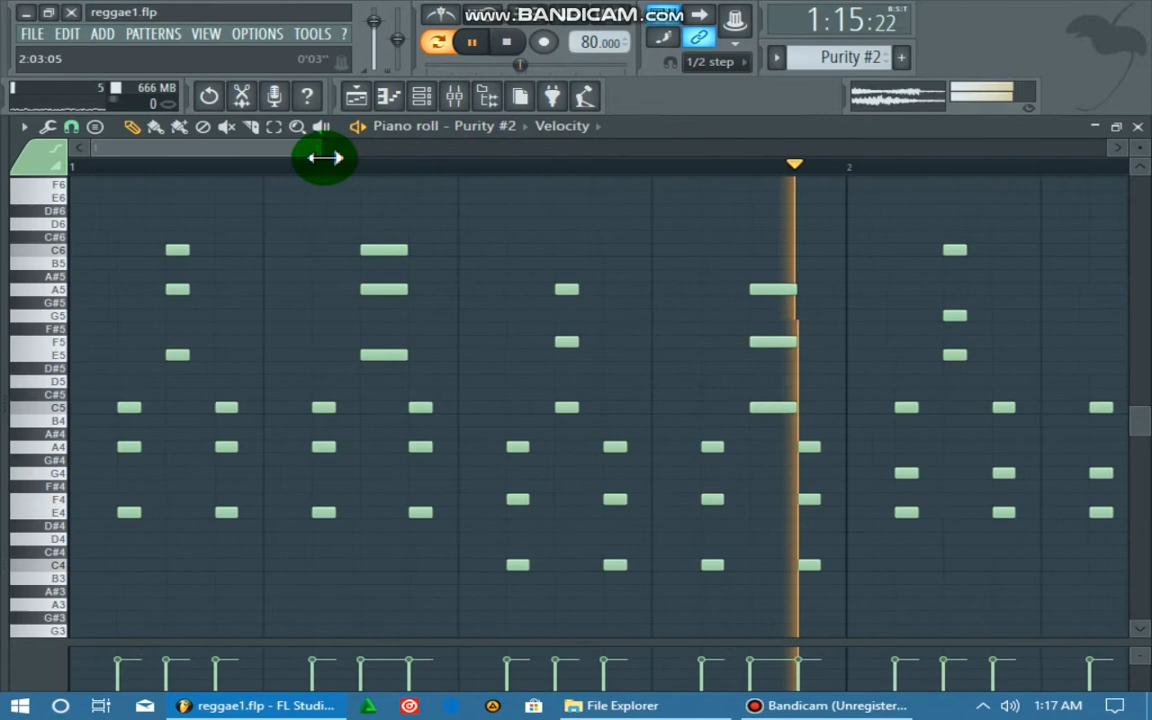 reggae1.flp
www.BANDICAM.com
1:15:22
B:S:T
FILE EDIT ADD PATTERNS VIEW OPTIONS TOOLS ?
80.000
2:03:05
0'03"
1/2 step
Purity #2
5
666 MB
0
Piano roll - Purity #2 Velocity
1
2
F6
E6
D#6
D6
C#6
C6
B5
A#5
A5
G#5
G5
F#5
F5
E5
D#5
D5
C#5
C5
B4
A#4
A4
G#4
G4
F#4
F4
E4
D#4
D4
C#4
C4
B3
A#3
A3
G#3
G3
reggae1.flp - FL Studi...
File Explorer
Bandicam (Unregister...
1:17 AM